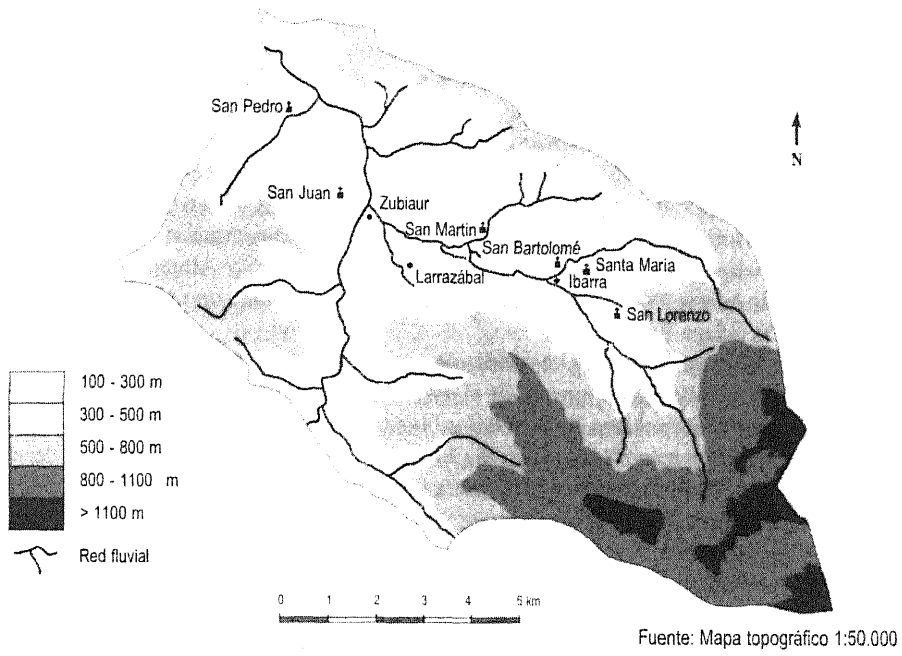 San Pedro
N
San Juan
Zubiaur
San Martin
San Bartolomé
Santa Maria
Larrazábal
Ibarra
San Lorenzo
100 - 300 m
300 - 500 m
500 - 800 m
800 - 1100 m
> 1100 m
Red fluvial
0 1 2 3 4 5 km
Fuente: Mapa topográfico 1:50.000